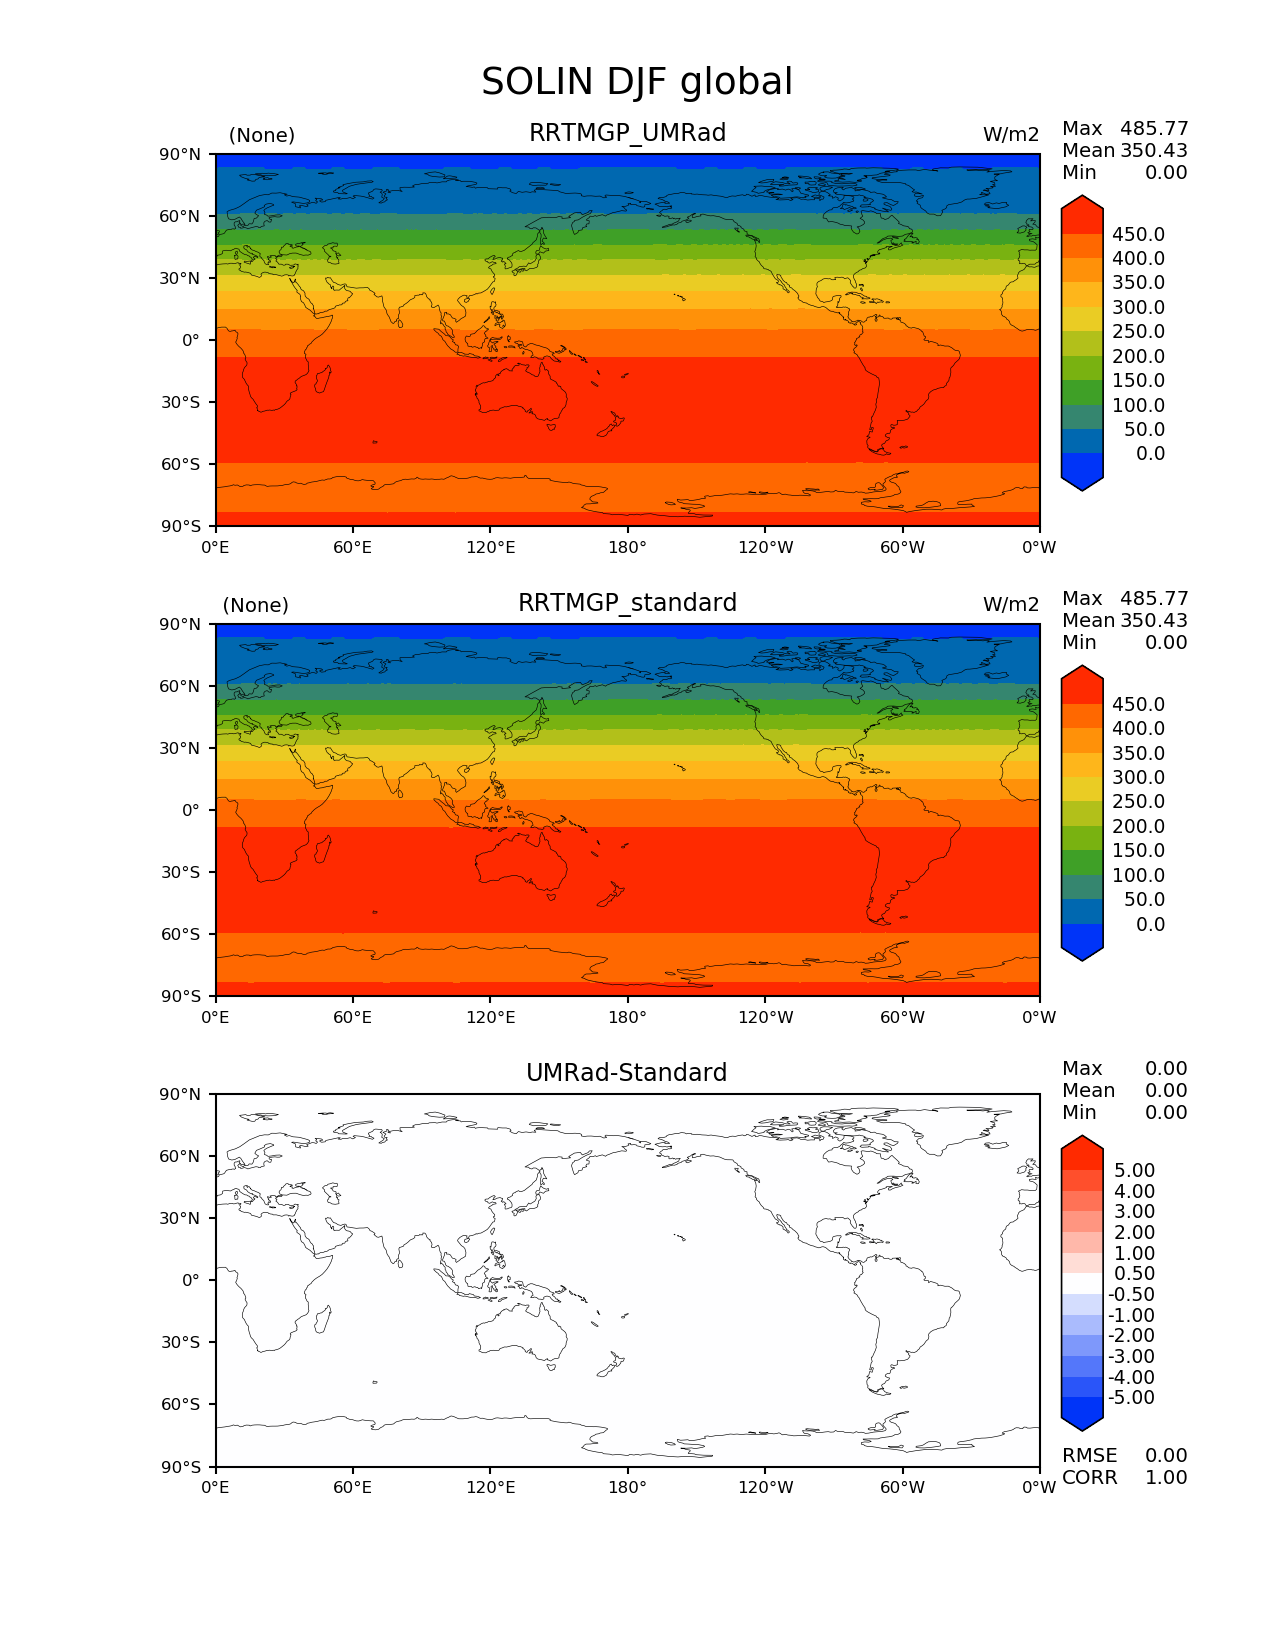 SOLIN DJF global
(None) RRTMGP_UMRad W/m2
Max 485.77
Mean 350.43
Min 0.00
90°N
60°N
30°N
0°
30°S
60°S
90°S
0°E 60°E 120°E 180° 120°W 60°W 0°W
450.0
400.0
350.0
300.0
250.0
200.0
150.0
100.0
50.0
0.0
(None) RRTMGP_standard W/m2
Max 485.77
Mean 350.43
Min 0.00
90°N
60°N
30°N
0°
30°S
60°S
90°S
0°E 60°E 120°E 180° 120°W 60°W 0°W
450.0
400.0
350.0
300.0
250.0
200.0
150.0
100.0
50.0
0.0
UMRad-Standard
Max 0.00
Mean 0.00
Min 0.00
90°N
60°N
30°N
0°
30°S
60°S
90°S
0°E 60°E 120°E 180° 120°W 60°W 0°W
5.00
4.00
3.00
2.00
1.00
0.50
-0.50
-1.00
-2.00
-3.00
-4.00
-5.00
RMSE 0.00
CORR 1.00